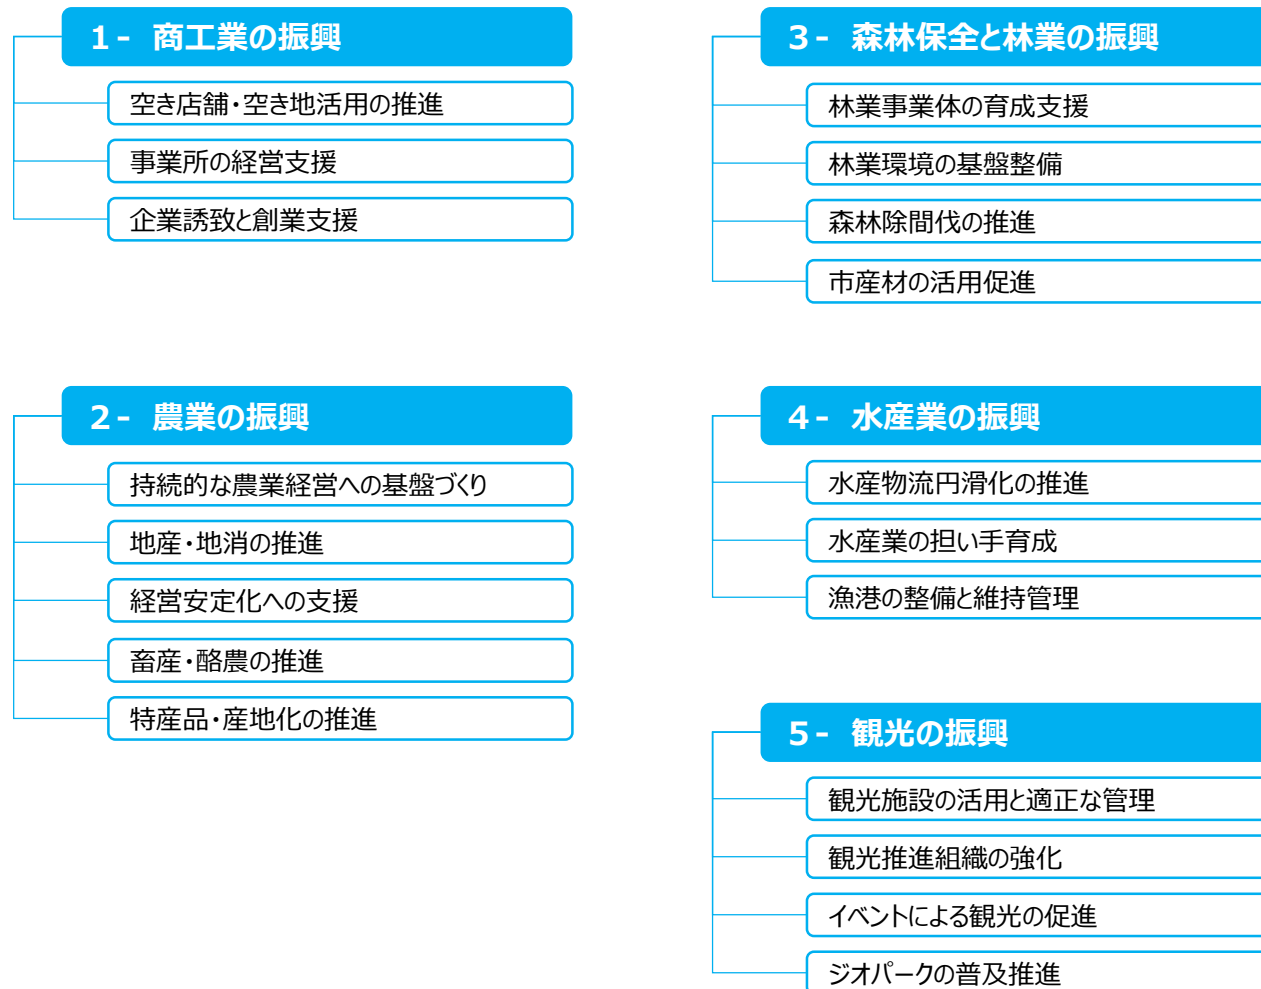 １- 商工業の振興
空き店舗・空き地活用の推進
事業所の経営支援
企業誘致と創業支援
２- 農業の振興
持続的な農業経営への基盤づくり
地産・地消の推進
経営安定化への支援
畜産・酪農の推進
特産品・産地化の推進
３- 森林保全と林業の振興
林業事業体の育成支援
林業環境の基盤整備
森林除間伐の推進
市産材の活用促進
４- 水産業の振興
水産物流円滑化の推進
水産業の担い手育成
漁港の整備と維持管理
５- 観光の振興
観光施設の活用と適正な管理
観光推進組織の強化
イベントによる観光の促進
ジオパークの普及推進